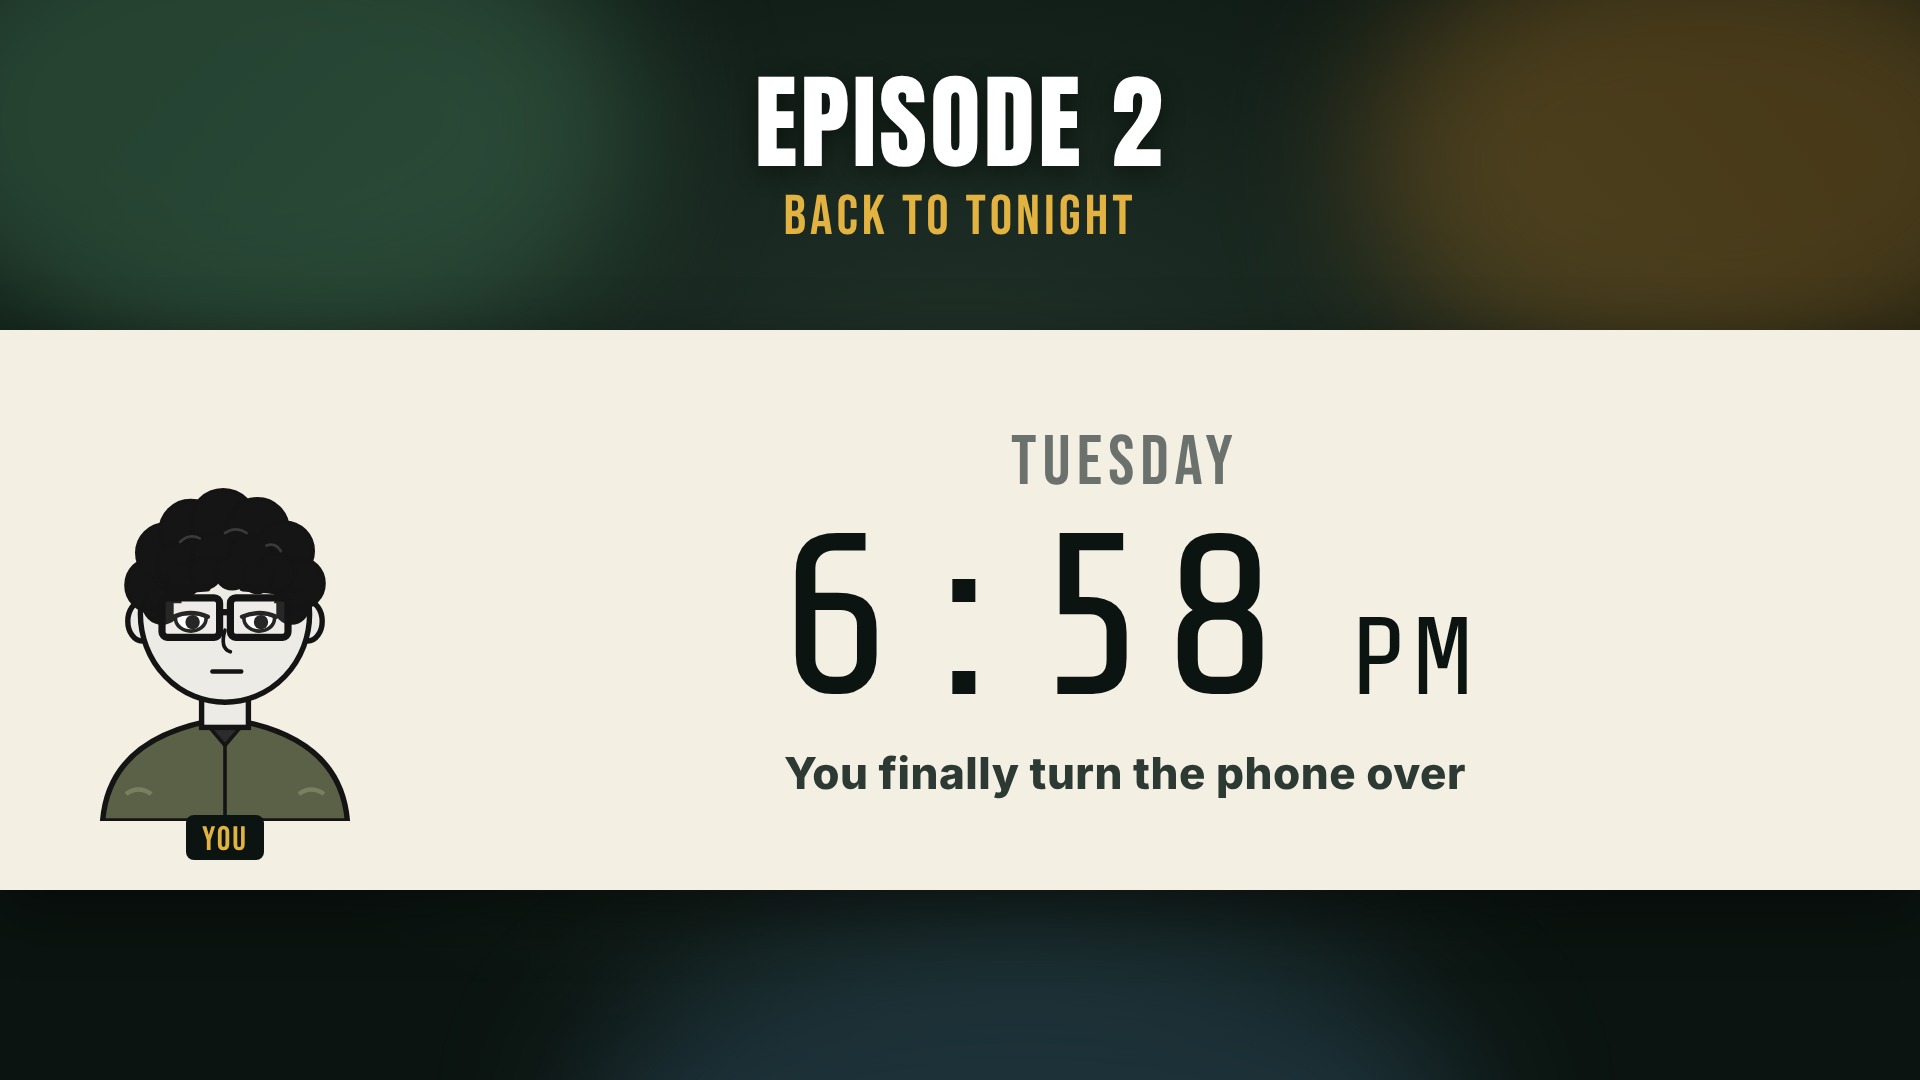 EPISODE 2
BACK TO TONIGHT
TUESDAY
6:58 PM
You finally turn the phone over
YOU